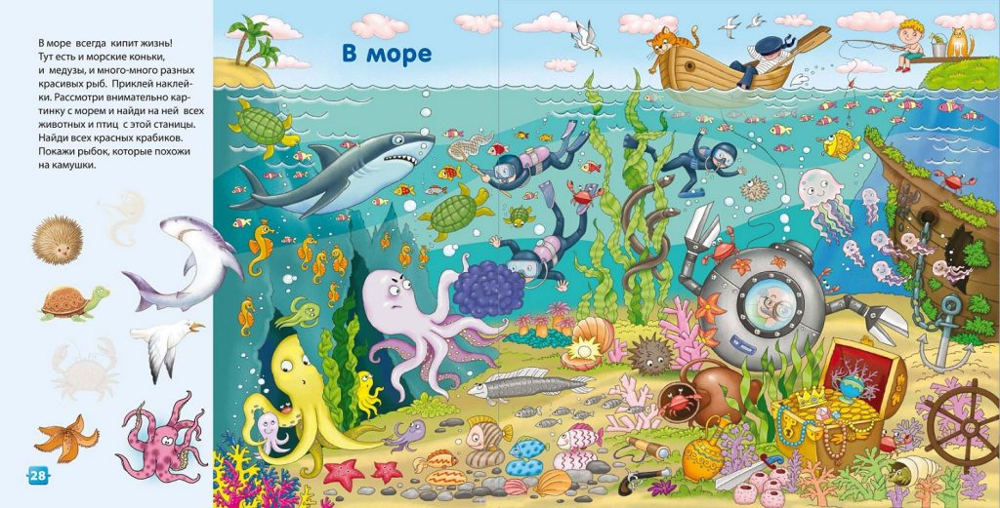 В море всегда кипит жизнь!
Тут есть и морские коньки,
и медузы, и много-много разных
красивых рыб. Приклей наклей-
ки. Рассмотри внимательно кар-
тинку с морем и найди на ней всех
животных и птиц с этой станицы.
Найди всех красных крабиков.
Покажи рыбок, которые похожи
на камушки.
В море
28